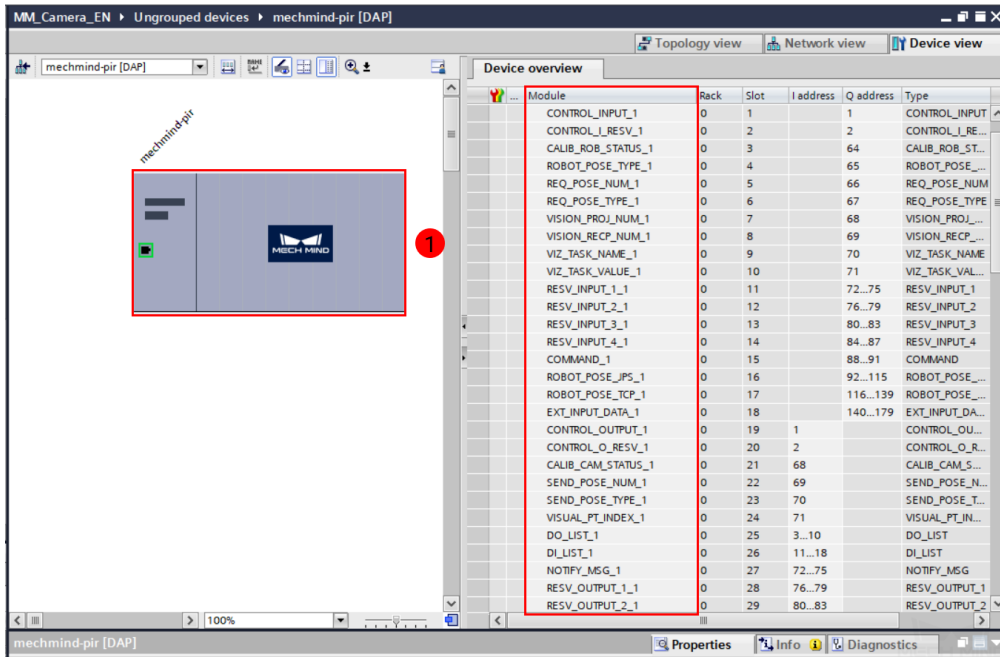 MM_Camera_EN ▸ Ungrouped devices ▸ mechmind-pir [DAP]
Topology view Network view Device view
mechmind-pir [DAP]
Device overview
... Module Rack Slot I address Q address Type
mechmind-pir
MECH MIND
1
CONTROL_INPUT_1 0 1 1 CONTROL_INPUT
CONTROL_I_RESV_1 0 2 2 CONTROL_I_RE...
CALIB_ROB_STATUS_1 0 3 64 CALIB_ROB_ST...
ROBOT_POSE_TYPE_1 0 4 65 ROBOT_POSE_...
REQ_POSE_NUM_1 0 5 66 REQ_POSE_NUM
REQ_POSE_TYPE_1 0 6 67 REQ_POSE_TYPE
VISION_PROJ_NUM_1 0 7 68 VISION_PROJ_...
VISION_RECP_NUM_1 0 8 69 VISION_RECP_...
VIZ_TASK_NAME_1 0 9 70 VIZ_TASK_NAME
VIZ_TASK_VALUE_1 0 10 71 VIZ_TASK_VAL...
RESV_INPUT_1_1 0 11 72...75 RESV_INPUT_1
RESV_INPUT_2_1 0 12 76...79 RESV_INPUT_2
RESV_INPUT_3_1 0 13 80...83 RESV_INPUT_3
RESV_INPUT_4_1 0 14 84...87 RESV_INPUT_4
COMMAND_1 0 15 88...91 COMMAND
ROBOT_POSE_JPS_1 0 16 92...115 ROBOT_POSE_...
ROBOT_POSE_TCP_1 0 17 116...139 ROBOT_POSE_...
EXT_INPUT_DATA_1 0 18 140...179 EXT_INPUT_DA...
CONTROL_OUTPUT_1 0 19 1 CONTROL_OU...
CONTROL_O_RESV_1 0 20 2 CONTROL_O_R...
CALIB_CAM_STATUS_1 0 21 68 CALIB_CAM_S...
SEND_POSE_NUM_1 0 22 69 SEND_POSE_N...
SEND_POSE_TYPE_1 0 23 70 SEND_POSE_T...
VISUAL_PT_INDEX_1 0 24 71 VISUAL_PT_IN...
DO_LIST_1 0 25 3...10 DO_LIST
DI_LIST_1 0 26 11...18 DI_LIST
NOTIFY_MSG_1 0 27 72...75 NOTIFY_MSG
RESV_OUTPUT_1_1 0 28 76...79 RESV_OUTPUT_1
RESV_OUTPUT_2_1 0 29 80...83 RESV_OUTPUT_2
100%
mechmind-pir [DAP] Properties Info Diagnostics